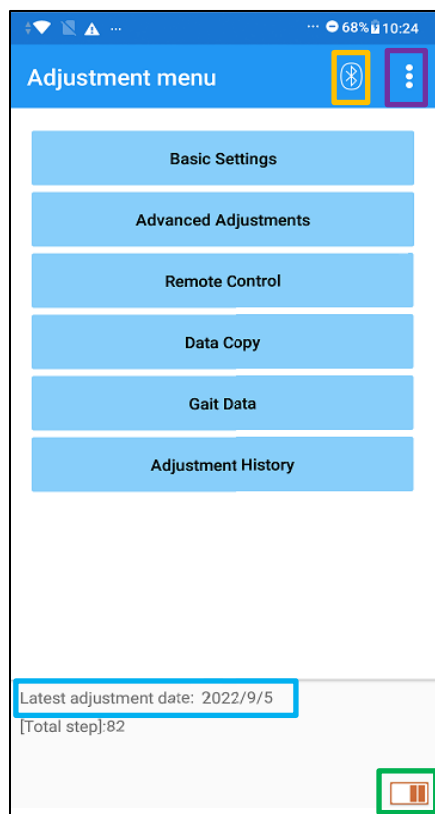 ... ... 68% 10:24
Adjustment menu
Basic Settings
Advanced Adjustments
Remote Control
Data Copy
Gait Data
Adjustment History
Latest adjustment date: 2022/9/5
[Total step]:82